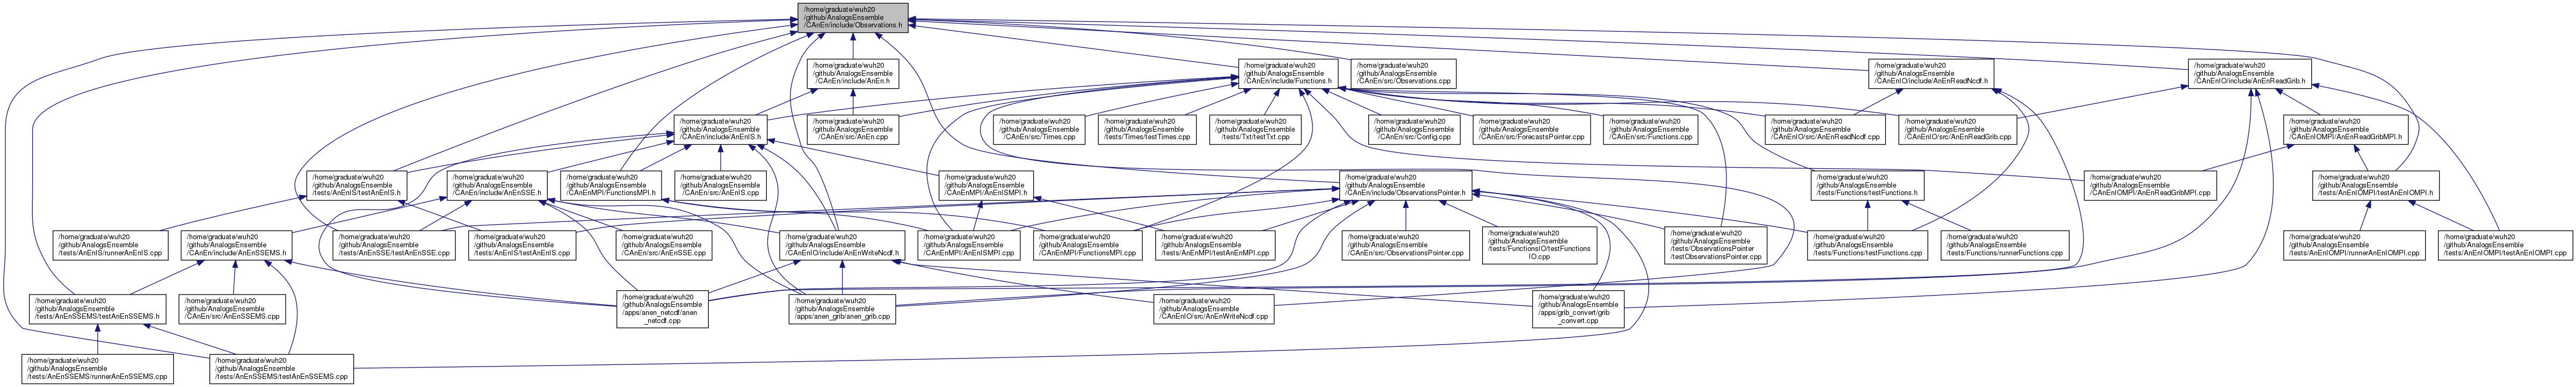 /home/graduate/wuh20
/github/AnalogsEnsemble
/CAnEn/include/Observations.h
/home/graduate/wuh20
/github/AnalogsEnsemble
/CAnEn/include/AnEn.h
/home/graduate/wuh20
/github/AnalogsEnsemble
/CAnEn/include/Functions.h
/home/graduate/wuh20
/github/AnalogsEnsemble
/CAnEn/src/Observations.cpp
/home/graduate/wuh20
/github/AnalogsEnsemble
/CAnEnIO/include/AnEnReadNcdf.h
/home/graduate/wuh20
/github/AnalogsEnsemble
/CAnEnIO/include/AnEnReadGrib.h
/home/graduate/wuh20
/github/AnalogsEnsemble
/CAnEn/include/AnEnIS.h
/home/graduate/wuh20
/github/AnalogsEnsemble
/CAnEn/src/AnEn.cpp
/home/graduate/wuh20
/github/AnalogsEnsemble
/CAnEn/src/Times.cpp
/home/graduate/wuh20
/github/AnalogsEnsemble
/tests/Times/testTimes.cpp
/home/graduate/wuh20
/github/AnalogsEnsemble
/tests/Txt/testTxt.cpp
/home/graduate/wuh20
/github/AnalogsEnsemble
/CAnEn/src/Config.cpp
/home/graduate/wuh20
/github/AnalogsEnsemble
/CAnEn/src/ForecastsPointer.cpp
/home/graduate/wuh20
/github/AnalogsEnsemble
/CAnEn/src/Functions.cpp
/home/graduate/wuh20
/github/AnalogsEnsemble
/CAnEnIO/src/AnEnReadNcdf.cpp
/home/graduate/wuh20
/github/AnalogsEnsemble
/CAnEnIO/src/AnEnReadGrib.cpp
/home/graduate/wuh20
/github/AnalogsEnsemble
/CAnEnIOMPI/AnEnReadGribMPI.h
/home/graduate/wuh20
/github/AnalogsEnsemble
/tests/AnEnIS/testAnEnIS.h
/home/graduate/wuh20
/github/AnalogsEnsemble
/CAnEn/include/AnEnSSE.h
/home/graduate/wuh20
/github/AnalogsEnsemble
/CAnEnMPI/FunctionsMPI.h
/home/graduate/wuh20
/github/AnalogsEnsemble
/CAnEn/src/AnEnIS.cpp
/home/graduate/wuh20
/github/AnalogsEnsemble
/CAnEnMPI/AnEnISMPI.h
/home/graduate/wuh20
/github/AnalogsEnsemble
/CAnEn/include/ObservationsPointer.h
/home/graduate/wuh20
/github/AnalogsEnsemble
/tests/Functions/testFunctions.h
/home/graduate/wuh20
/github/AnalogsEnsemble
/CAnEnIOMPI/AnEnReadGribMPI.cpp
/home/graduate/wuh20
/github/AnalogsEnsemble
/tests/AnEnIOMPI/testAnEnIOMPI.h
/home/graduate/wuh20
/github/AnalogsEnsemble
/tests/AnEnIS/runnerAnEnIS.cpp
/home/graduate/wuh20
/github/AnalogsEnsemble
/CAnEn/include/AnEnSSEMS.h
/home/graduate/wuh20
/github/AnalogsEnsemble
/tests/AnEnSSE/testAnEnSSE.cpp
/home/graduate/wuh20
/github/AnalogsEnsemble
/tests/AnEnIS/testAnEnIS.cpp
/home/graduate/wuh20
/github/AnalogsEnsemble
/CAnEn/src/AnEnSSE.cpp
/home/graduate/wuh20
/github/AnalogsEnsemble
/CAnEnIO/include/AnEnWriteNcdf.h
/home/graduate/wuh20
/github/AnalogsEnsemble
/CAnEnMPI/AnEnISMPI.cpp
/home/graduate/wuh20
/github/AnalogsEnsemble
/CAnEnMPI/FunctionsMPI.cpp
/home/graduate/wuh20
/github/AnalogsEnsemble
/tests/AnEnMPI/testAnEnMPI.cpp
/home/graduate/wuh20
/github/AnalogsEnsemble
/CAnEn/src/ObservationsPointer.cpp
/home/graduate/wuh20
/github/AnalogsEnsemble
/tests/FunctionsIO/testFunctions
IO.cpp
/home/graduate/wuh20
/github/AnalogsEnsemble
/tests/ObservationsPointer
/testObservationsPointer.cpp
/home/graduate/wuh20
/github/AnalogsEnsemble
/tests/Functions/testFunctions.cpp
/home/graduate/wuh20
/github/AnalogsEnsemble
/tests/Functions/runnerFunctions.cpp
/home/graduate/wuh20
/github/AnalogsEnsemble
/tests/AnEnIOMPI/runnerAnEnIOMPI.cpp
/home/graduate/wuh20
/github/AnalogsEnsemble
/tests/AnEnIOMPI/testAnEnIOMPI.cpp
/home/graduate/wuh20
/github/AnalogsEnsemble
/tests/AnEnSSEMS/testAnEnSSEMS.h
/home/graduate/wuh20
/github/AnalogsEnsemble
/CAnEn/src/AnEnSSEMS.cpp
/home/graduate/wuh20
/github/AnalogsEnsemble
/apps/anen_netcdf/anen
_netcdf.cpp
/home/graduate/wuh20
/github/AnalogsEnsemble
/apps/anen_grib/anen_grib.cpp
/home/graduate/wuh20
/github/AnalogsEnsemble
/CAnEnIO/src/AnEnWriteNcdf.cpp
/home/graduate/wuh20
/github/AnalogsEnsemble
/apps/grib_convert/grib
_convert.cpp
/home/graduate/wuh20
/github/AnalogsEnsemble
/tests/AnEnSSEMS/runnerAnEnSSEMS.cpp
/home/graduate/wuh20
/github/AnalogsEnsemble
/tests/AnEnSSEMS/testAnEnSSEMS.cpp